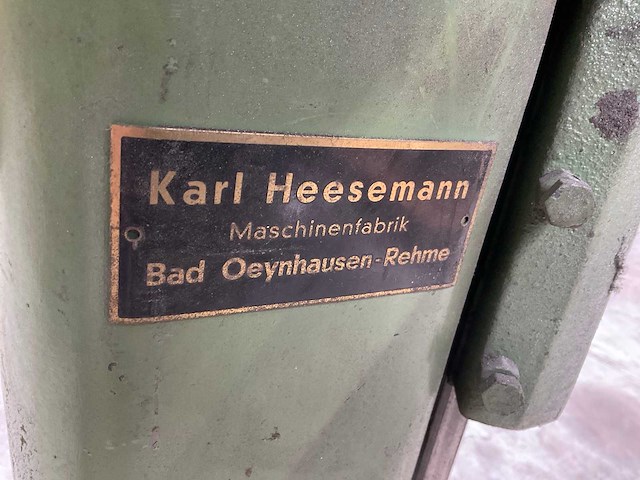 Karl Heesemann
Maschinenfabrik
Bad Oeynhausen-Rehme